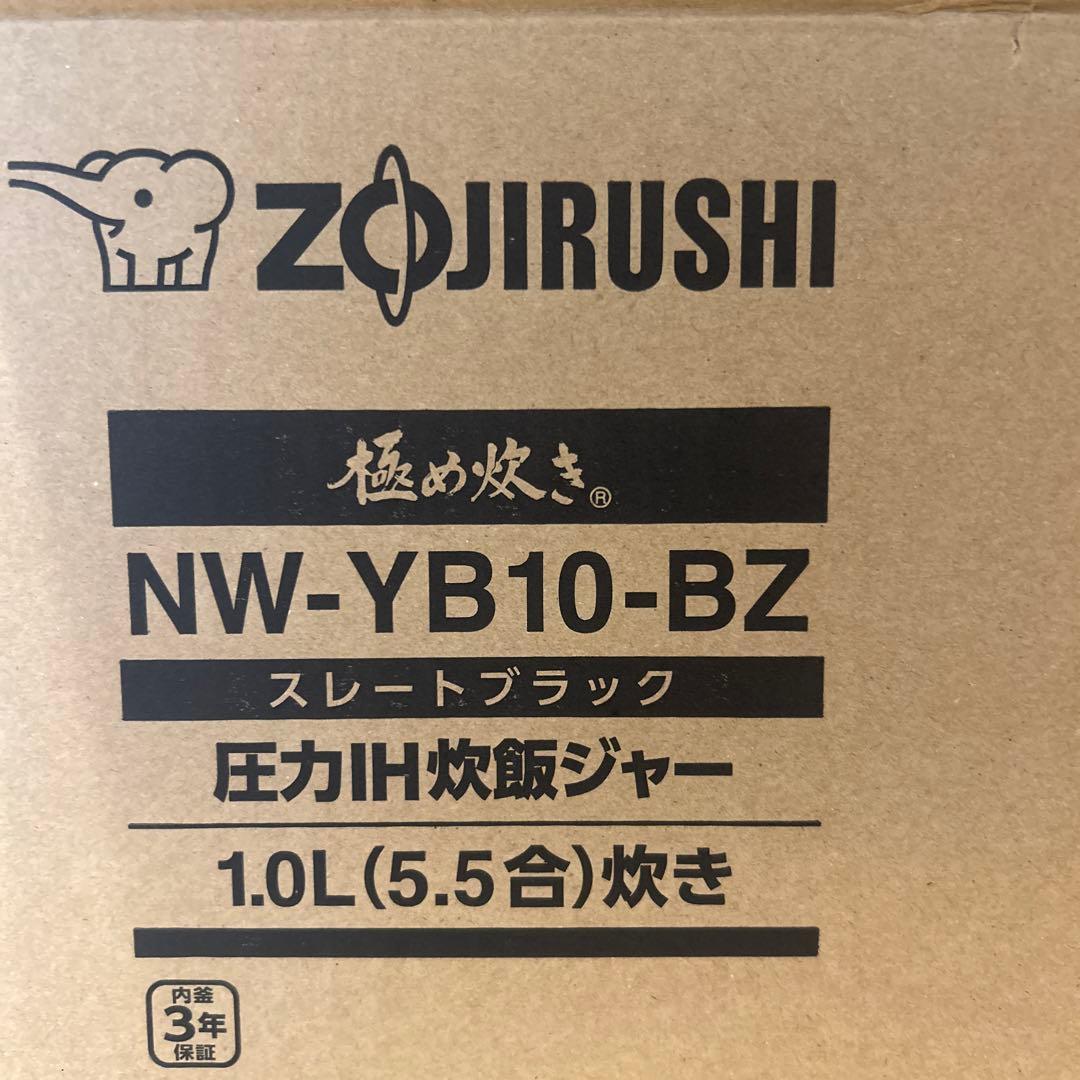 ZOJIRUSHI
極め炊き®
NW-YB10-BZ
スレートブラック
圧力IH炊飯ジャー
1.0L(5.5合)炊き
内釜
3年
保証